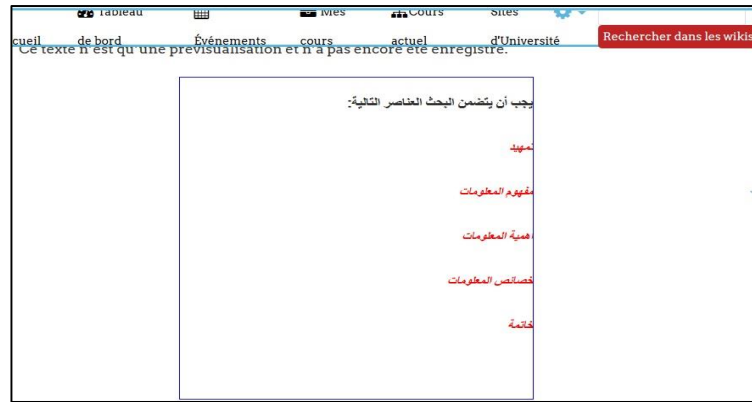 Tableau Mes Cours Sites
cueil de bord Événements cours actuel d'Université Rechercher dans les wikis
Ce texte n'est qu'une prévisualisation et n'a pas encore été enregistré.
يجب أن يتضمن البحث العناصر التالية:
تمهيد
مفهوم المعلومات
اهمية المعلومات
خصائص المعلومات
خاتمة